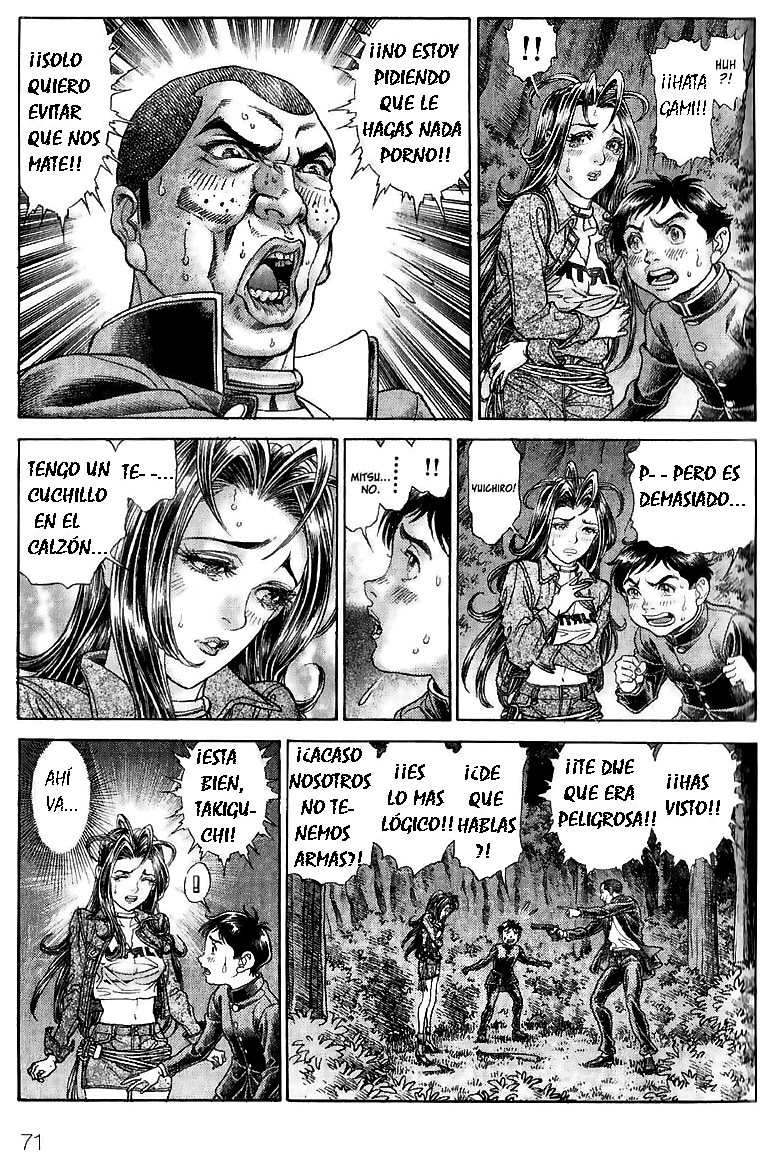 HUH
?!
¡¡HATA
GAMI!!
!!
¡¡NO ESTOY
PIDIENDO
QUE LE
HAGAS NADA
PORNO!!
¡¡SOLO
QUIERO
EVITAR
QUE NOS
MATE!!
P- - PERO ES
DEMASIADO...
YUICHIRO!
!!
MITSU...
NO.
TE- -...
TENGO UN
CUCHILLO
EN EL
CALZÓN...
¡¡HAS
VISTO!!
¡¡TE DIJE
QUE ERA
PELIGROSA!!
¡¿DE
QUE
HABLAS
?!
¡¡ES
LO MAS
LÓGICO!!
¡¿ACASO
NOSOTROS
NO TE-
NEMOS
ARMAS?!
¡ESTA
BIEN,
TAKIGU-
CHI!
!
AHÍ
VA...
71